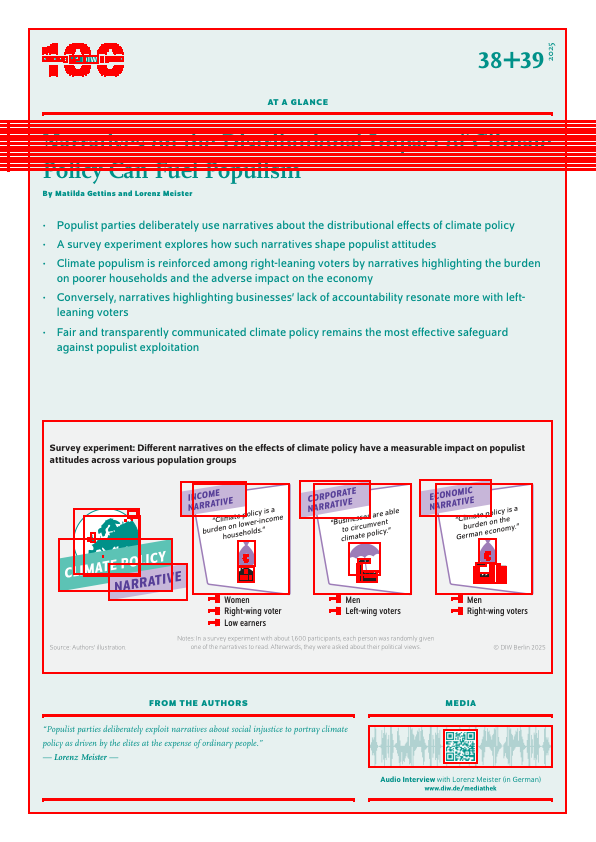 100
DIW
38+39
2025
AT A GLANCE
Policy Can Fuel Populism
By Matilda Gettins and Lorenz Meister
· Populist parties deliberately use narratives about the distributional effects of climate policy
· A survey experiment explores how such narratives shape populist attitudes
· Climate populism is reinforced among right-leaning voters by narratives highlighting the burden
on poorer households and the adverse impact on the economy
· Conversely, narratives highlighting businesses’ lack of accountability resonate more with left-
leaning voters
· Fair and transparently communicated climate policy remains the most effective safeguard
against populist exploitation
Survey experiment: Different narratives on the effects of climate policy have a measurable impact on populist
attitudes across various population groups
CLIMATE POLICY
NARRATIVE
INCOME
NARRATIVE
“Climate policy is a
burden on lower-income
households.”
Women
Right-wing voter
Low earners
CORPORATE
NARRATIVE
“Businesses are able
to circumvent
climate policy.”
Men
Left-wing voters
ECONOMIC
NARRATIVE
“Climate policy is a
burden on the
German economy.”
Men
Right-wing voters
Source: Authors’ illustration.
Notes: In a survey experiment with about 1,600 participants, each person was randomly given
one of the narratives to read. Afterwards, they were asked about their political views.
© DIW Berlin 2025
FROM THE AUTHORS
“Populist parties deliberately exploit narratives about social injustice to portray climate
policy as driven by the elites at the expense of ordinary people.”
— Lorenz Meister —
MEDIA
Audio Interview with Lorenz Meister (in German)
www.diw.de/mediathek